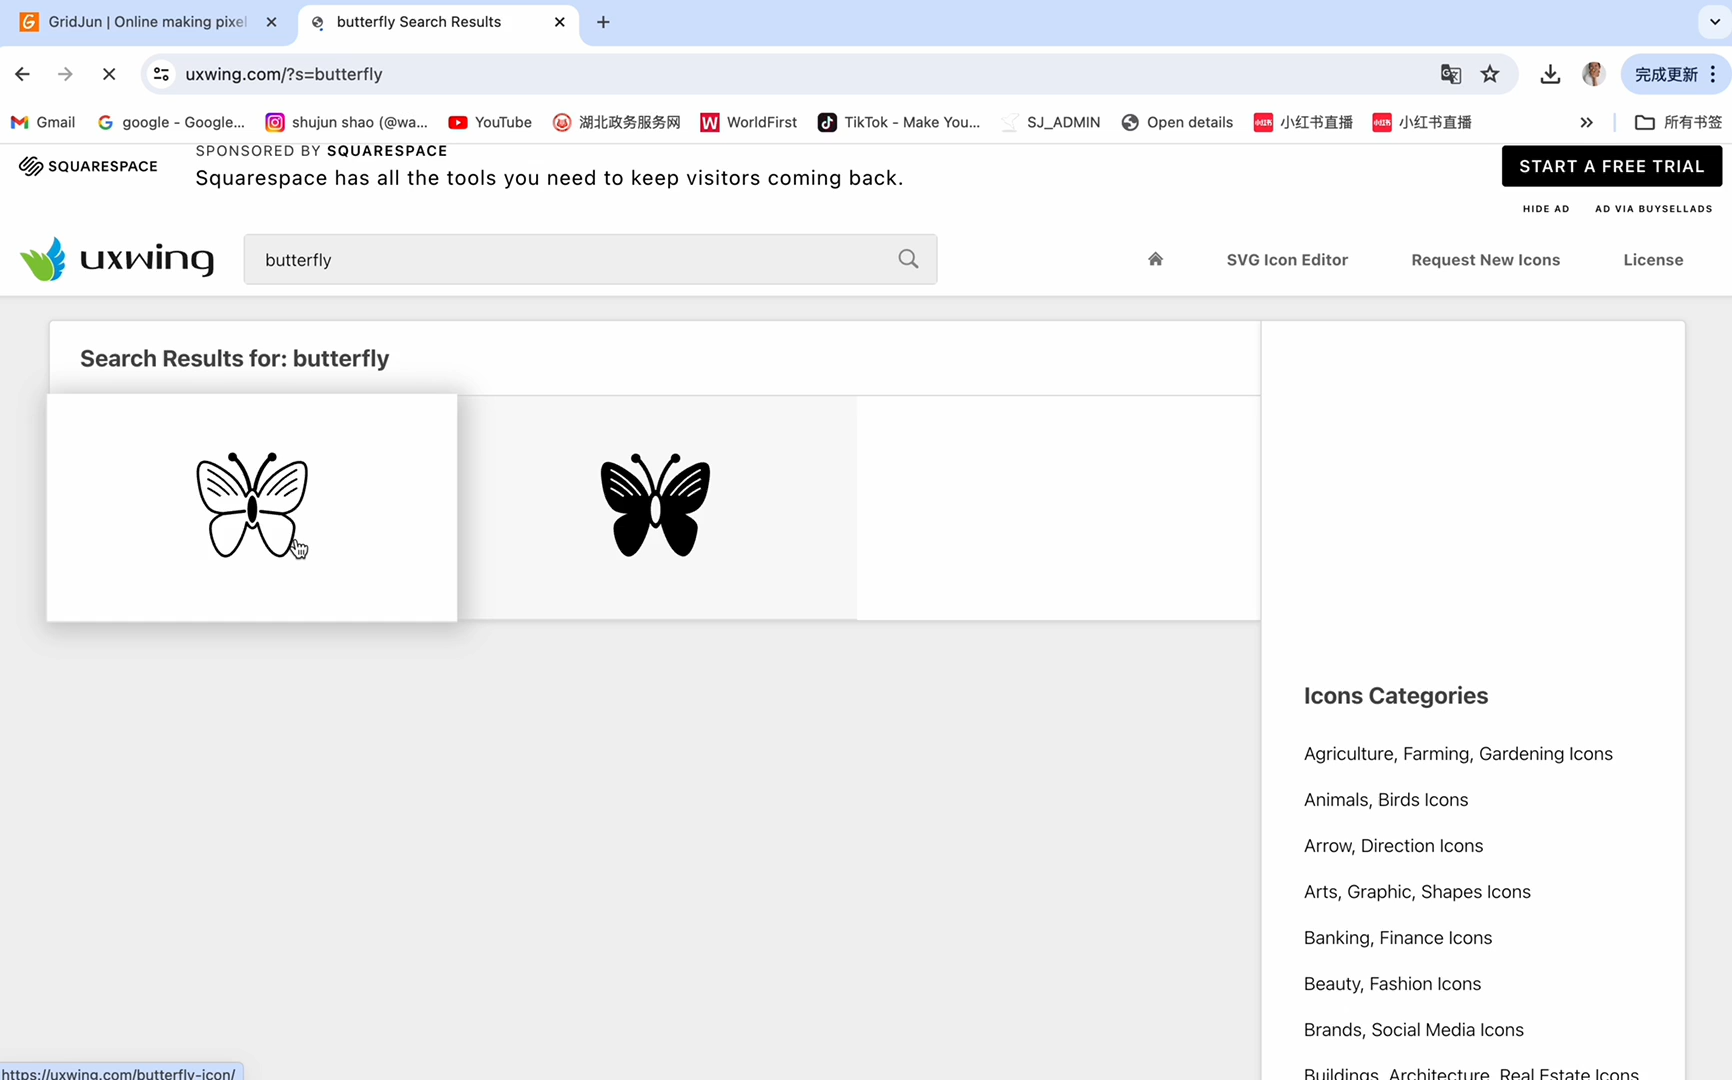 GridJun | Online making pixel
butterfly Search Results
uxwing.com/?s=butterfly
完成更新
Gmail
google - Google...
shujun shao (@wa...
YouTube
湖北政务服务网
WorldFirst
TikTok - Make You...
SJ_ADMIN
Open details
小红书直播
小红书直播
所有书签
SQUARESPACE
SPONSORED BY SQUARESPACE
Squarespace has all the tools you need to keep visitors coming back.
START A FREE TRIAL
HIDE AD
AD VIA BUYSELLADS
uxwing
butterfly
SVG Icon Editor
Request New Icons
License
Search Results for: butterfly
Icons Categories
Agriculture, Farming, Gardening Icons
Animals, Birds Icons
Arrow, Direction Icons
Arts, Graphic, Shapes Icons
Banking, Finance Icons
Beauty, Fashion Icons
Brands, Social Media Icons
Buildings, Architecture, Real Estate Icons
https://uxwing.com/butterfly-icon/